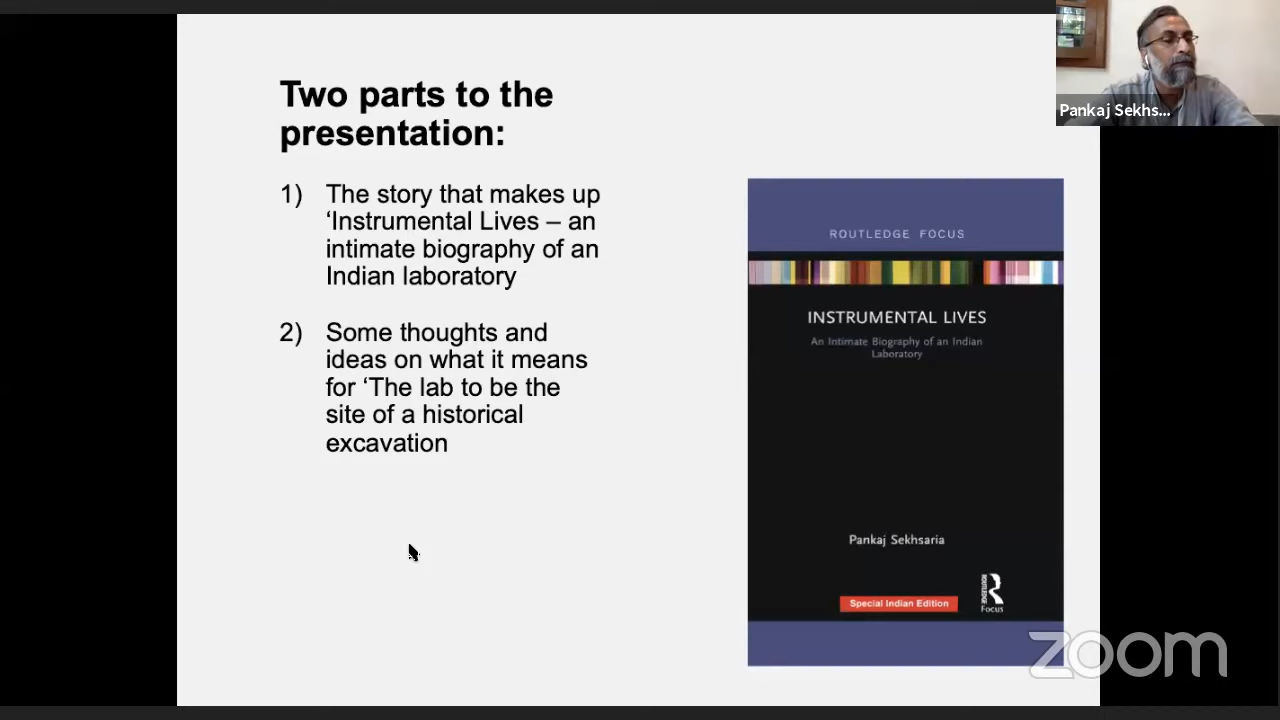 Two parts to the
presentation:
1) The story that makes up
‘Instrumental Lives – an
intimate biography of an
Indian laboratory
2) Some thoughts and
ideas on what it means
for ‘The lab to be the
site of a historical
excavation
ROUTLEDGE FOCUS
INSTRUMENTAL LIVES
An Intimate Biography of an Indian
Laboratory
Pankaj Sekhsaria
Special Indian Edition
ROUTLEDGE
Focus
Pankaj Sekhs...
zoom